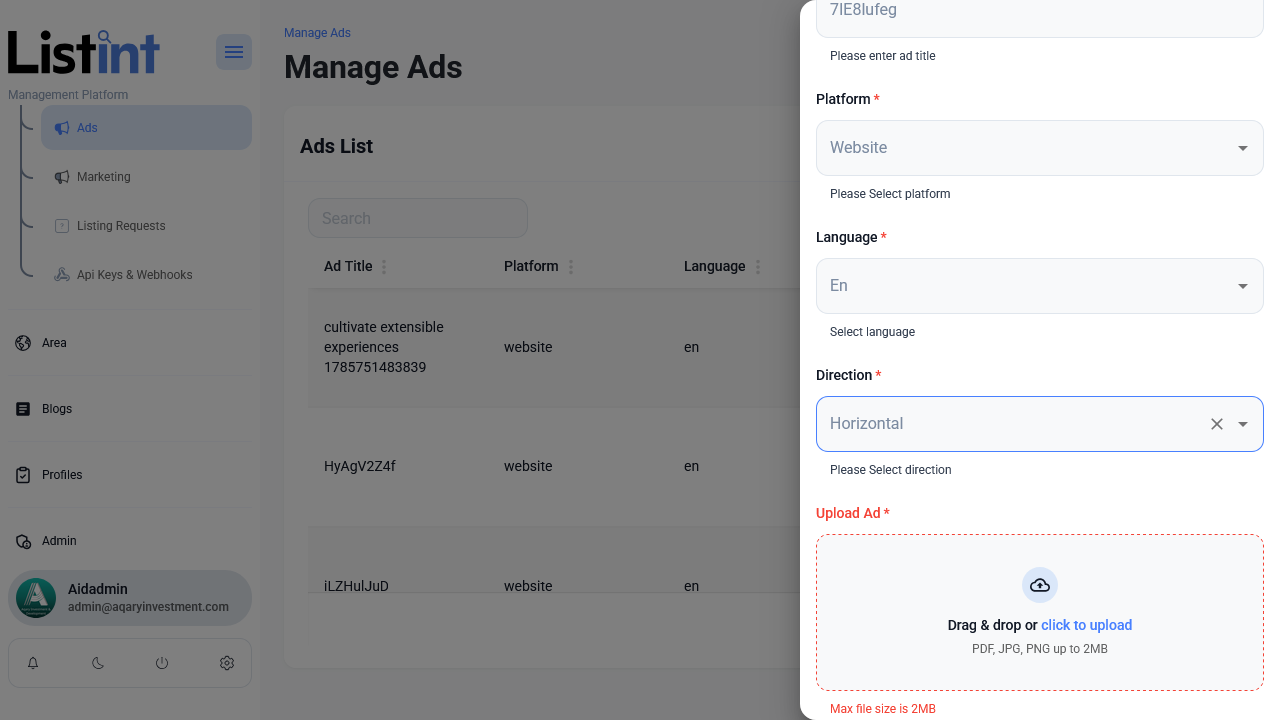 Listint
Management Platform
Ads
Marketing
Listing Requests
Api Keys & Webhooks
Area
Blogs
Profiles
Admin
Aidadmin
admin@aqaryinvestment.com
Manage Ads
Manage Ads
Ads List
Search
Ad Title
Platform
Language
cultivate extensible
experiences
1785751483839
website
en
HyAgV2Z4f
website
en
iLZHulJuD
website
en
7IE8lufeg
Please enter ad title
Platform *
Website
Please Select platform
Language *
En
Select language
Direction *
Horizontal
Please Select direction
Upload Ad *
Drag & drop or click to upload
PDF, JPG, PNG up to 2MB
Max file size is 2MB